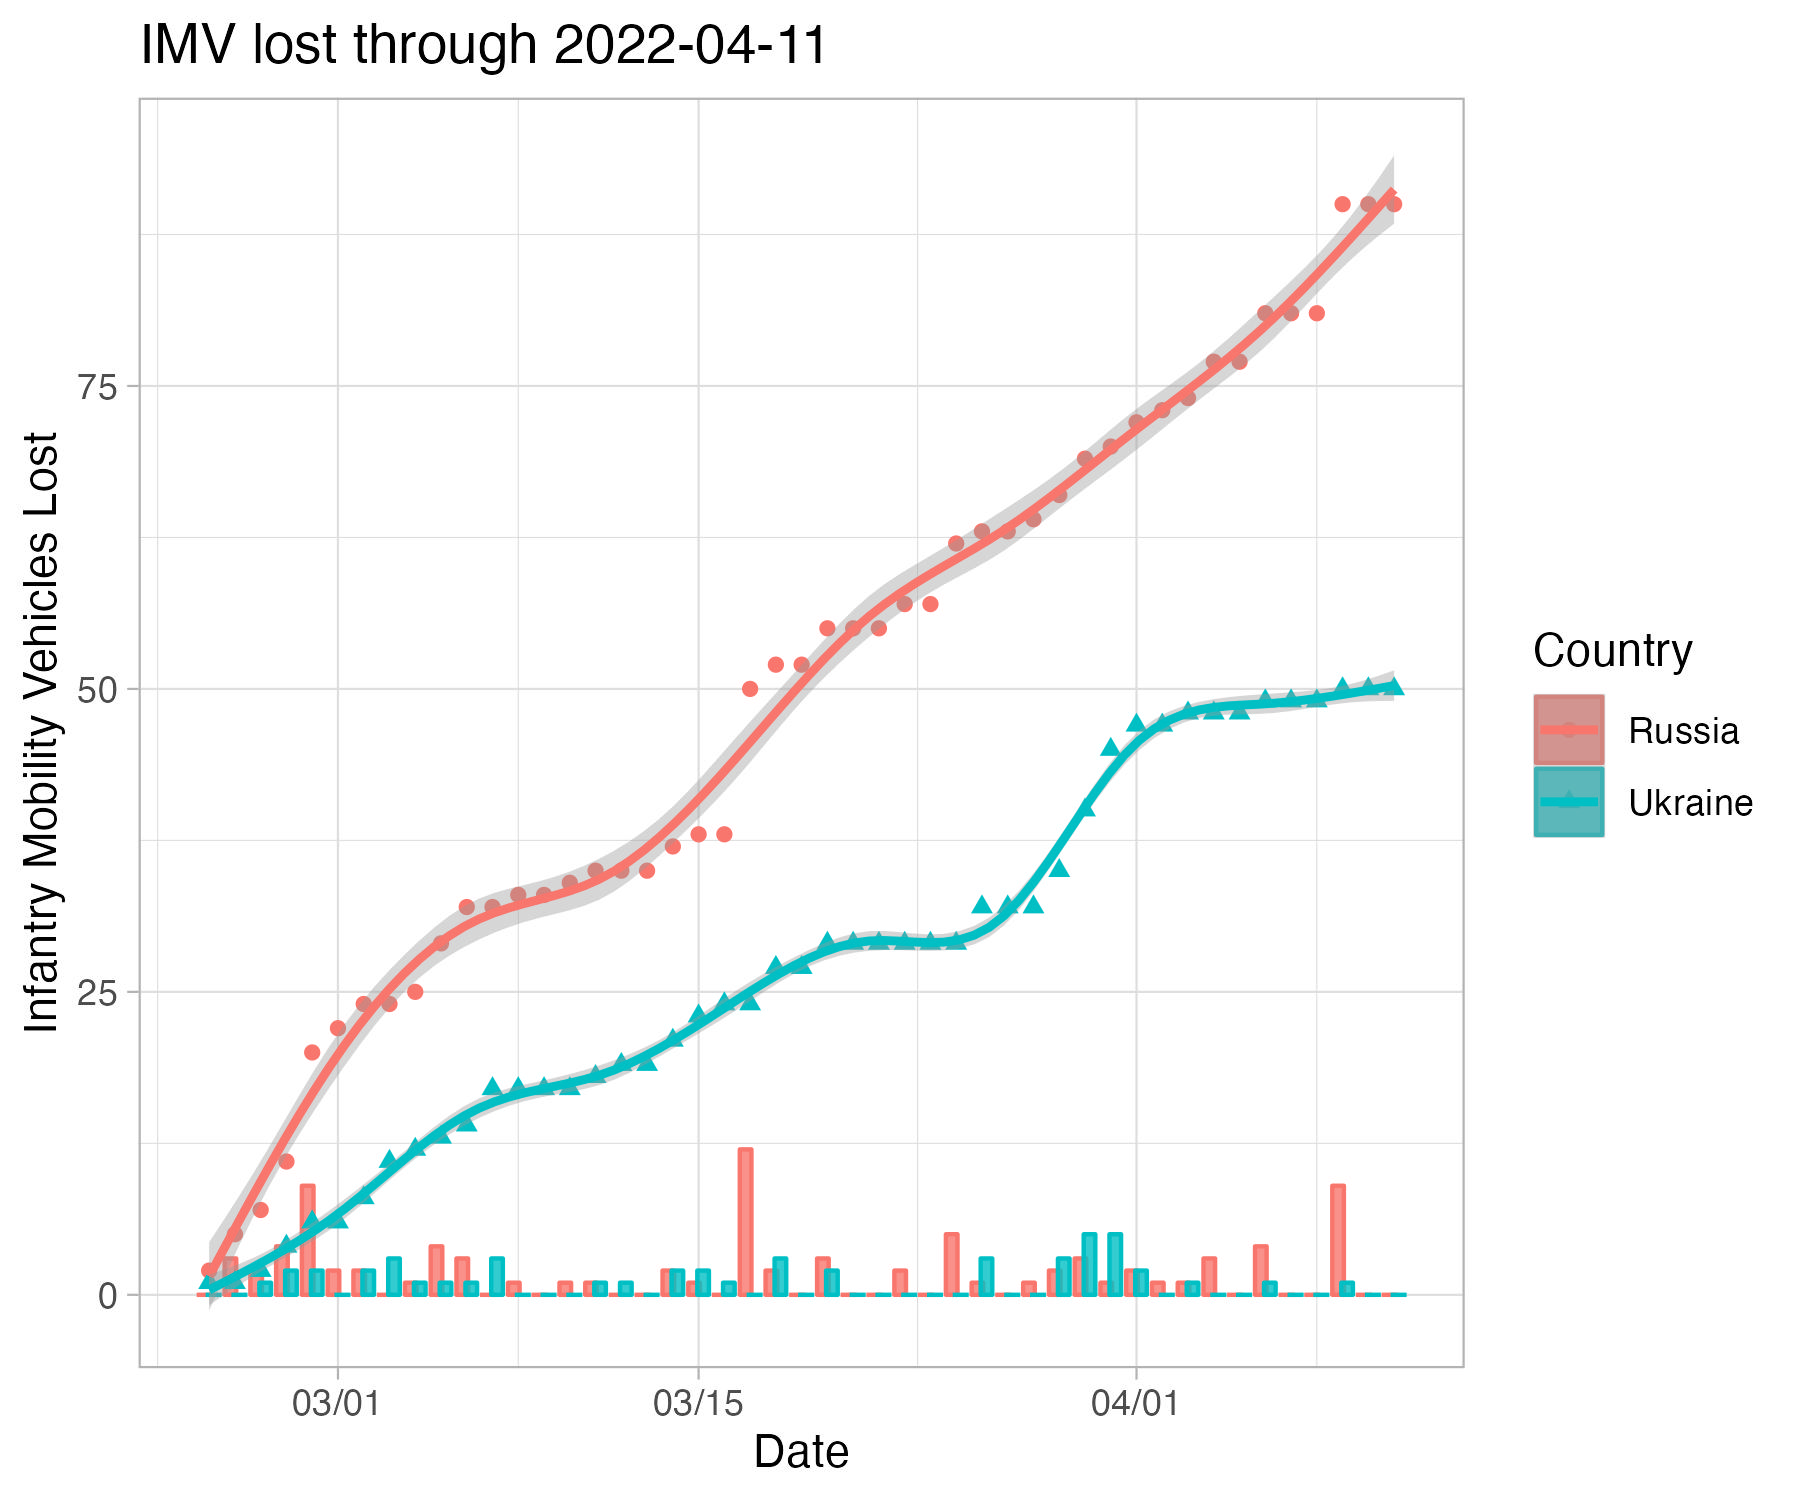 IMV lost through 2022-04-11
Infantry Mobility Vehicles Lost
75
50
25
0
03/01
03/15
04/01
Date
Country
Russia
Ukraine